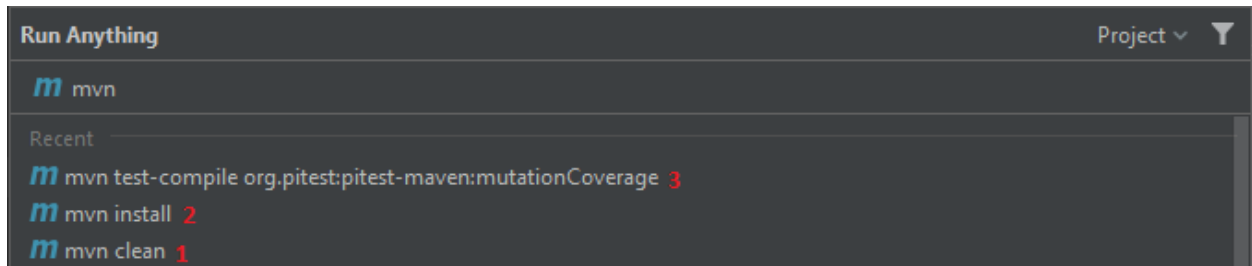 Run Anything Project
m mvn
Recent
m mvn test-compile org.pitest:pitest-maven:mutationCoverage 3
m mvn install 2
m mvn clean 1